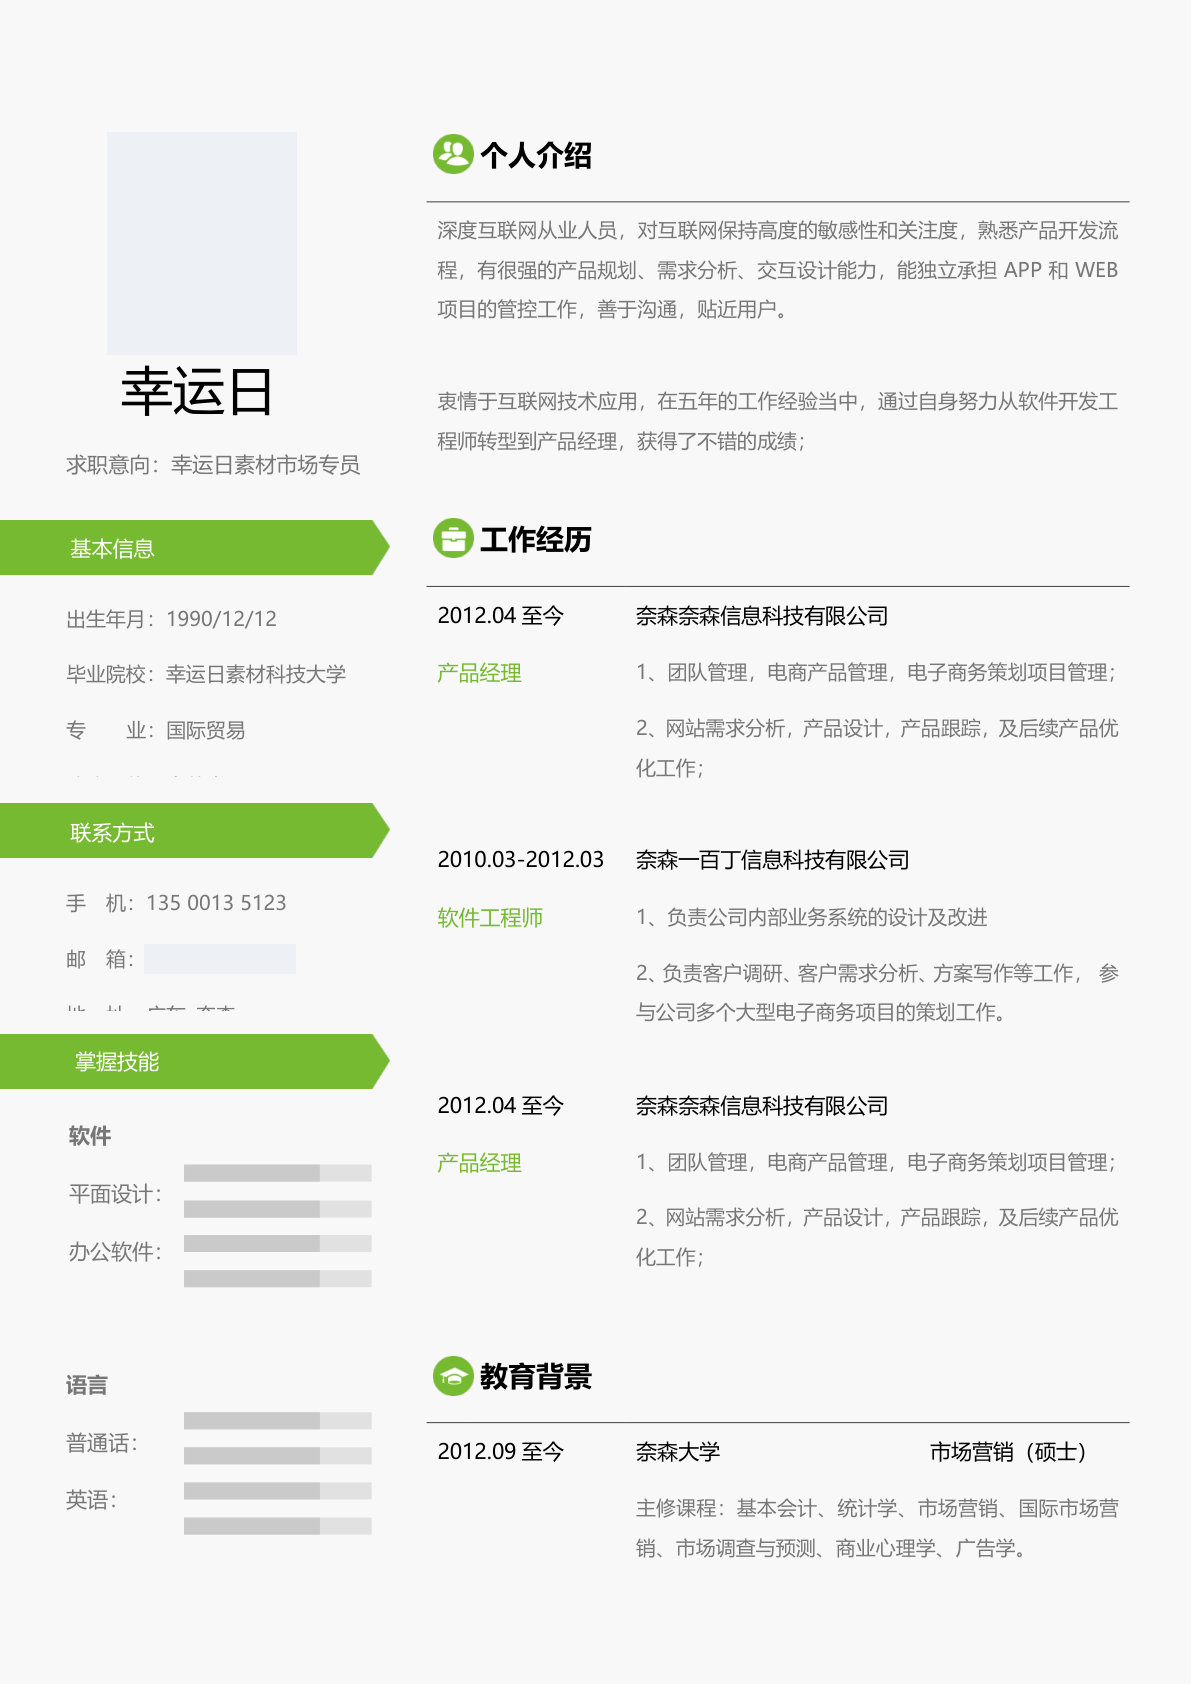 幸运日
求职意向：幸运日素材市场专员
基本信息
出生年月：1990/12/12
毕业院校：幸运日素材科技大学
专　　业：国际贸易
联系方式
手　机：135 0013 5123
邮　箱：
掌握技能
软件
平面设计：
办公软件：
语言
普通话：
英语：
个人介绍
深度互联网从业人员，对互联网保持高度的敏感性和关注度，熟悉产品开发流
程，有很强的产品规划、需求分析、交互设计能力，能独立承担 APP 和 WEB
项目的管控工作，善于沟通，贴近用户。
衷情于互联网技术应用，在五年的工作经验当中，通过自身努力从软件开发工
程师转型到产品经理，获得了不错的成绩；
工作经历
2012.04 至今　奈森奈森信息科技有限公司
产品经理　1、团队管理，电商产品管理，电子商务策划项目管理；
2、网站需求分析，产品设计，产品跟踪，及后续产品优
化工作；
2010.03-2012.03　奈森一百丁信息科技有限公司
软件工程师　1、负责公司内部业务系统的设计及改进
2、负责客户调研、客户需求分析、方案写作等工作， 参
与公司多个大型电子商务项目的策划工作。
2012.04 至今　奈森奈森信息科技有限公司
产品经理　1、团队管理，电商产品管理，电子商务策划项目管理；
2、网站需求分析，产品设计，产品跟踪，及后续产品优
化工作；
教育背景
2012.09 至今　奈森大学　市场营销（硕士）
主修课程：基本会计、统计学、市场营销、国际市场营
销、市场调查与预测、商业心理学、广告学。